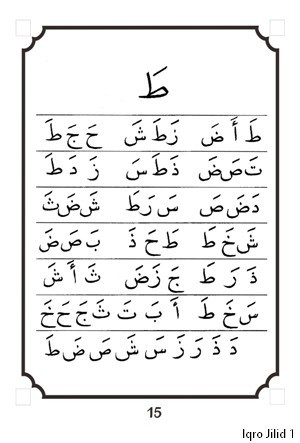 طَ
طَ أَ ضَ زَ طَ شَ حَ جَ طَ
تَ صَ ضَ ذَ طَ سَ زَ دَ طَ
دَ ضَ صَ سَ رَ طَ شَ ضَ ثَ
شَ خَ طَ طَ حَ ذَ بَ صَ ضَ
ذَ رَ طَ جَ زَ ضَ ثَ أَ شَ
سَ خَ طَ أَ بَ تَ ثَ جَ حَ خَ
دَ ذَ رَ زَ سَ شَ صَ ضَ طَ
15
Iqro Jilid 1